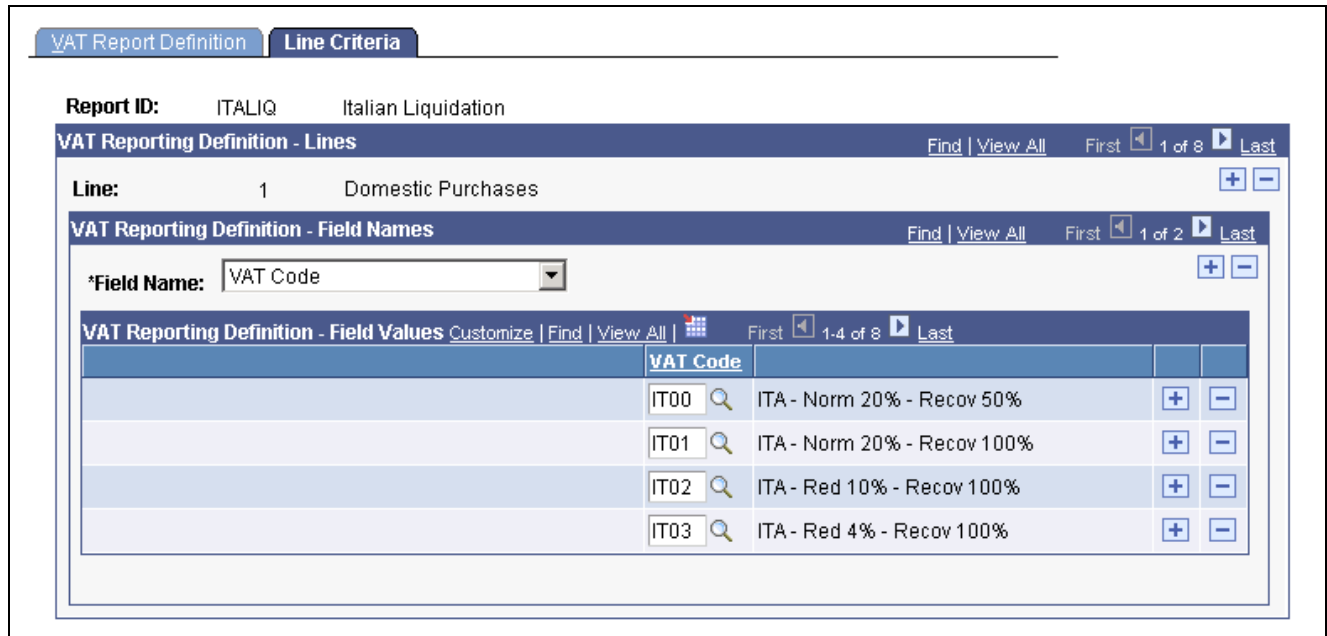 VAT Report Definition Line Criteria
Report ID: ITALIQ Italian Liquidation
VAT Reporting Definition - Lines Find | View All First 1 of 8 Last
Line: 1 Domestic Purchases
VAT Reporting Definition - Field Names Find | View All First 1 of 2 Last
*Field Name: VAT Code
VAT Reporting Definition - Field Values Customize | Find | View All | First 1-4 of 8 Last
VAT Code
IT00 ITA - Norm 20% - Recov 50%
IT01 ITA - Norm 20% - Recov 100%
IT02 ITA - Red 10% - Recov 100%
IT03 ITA - Red 4% - Recov 100%